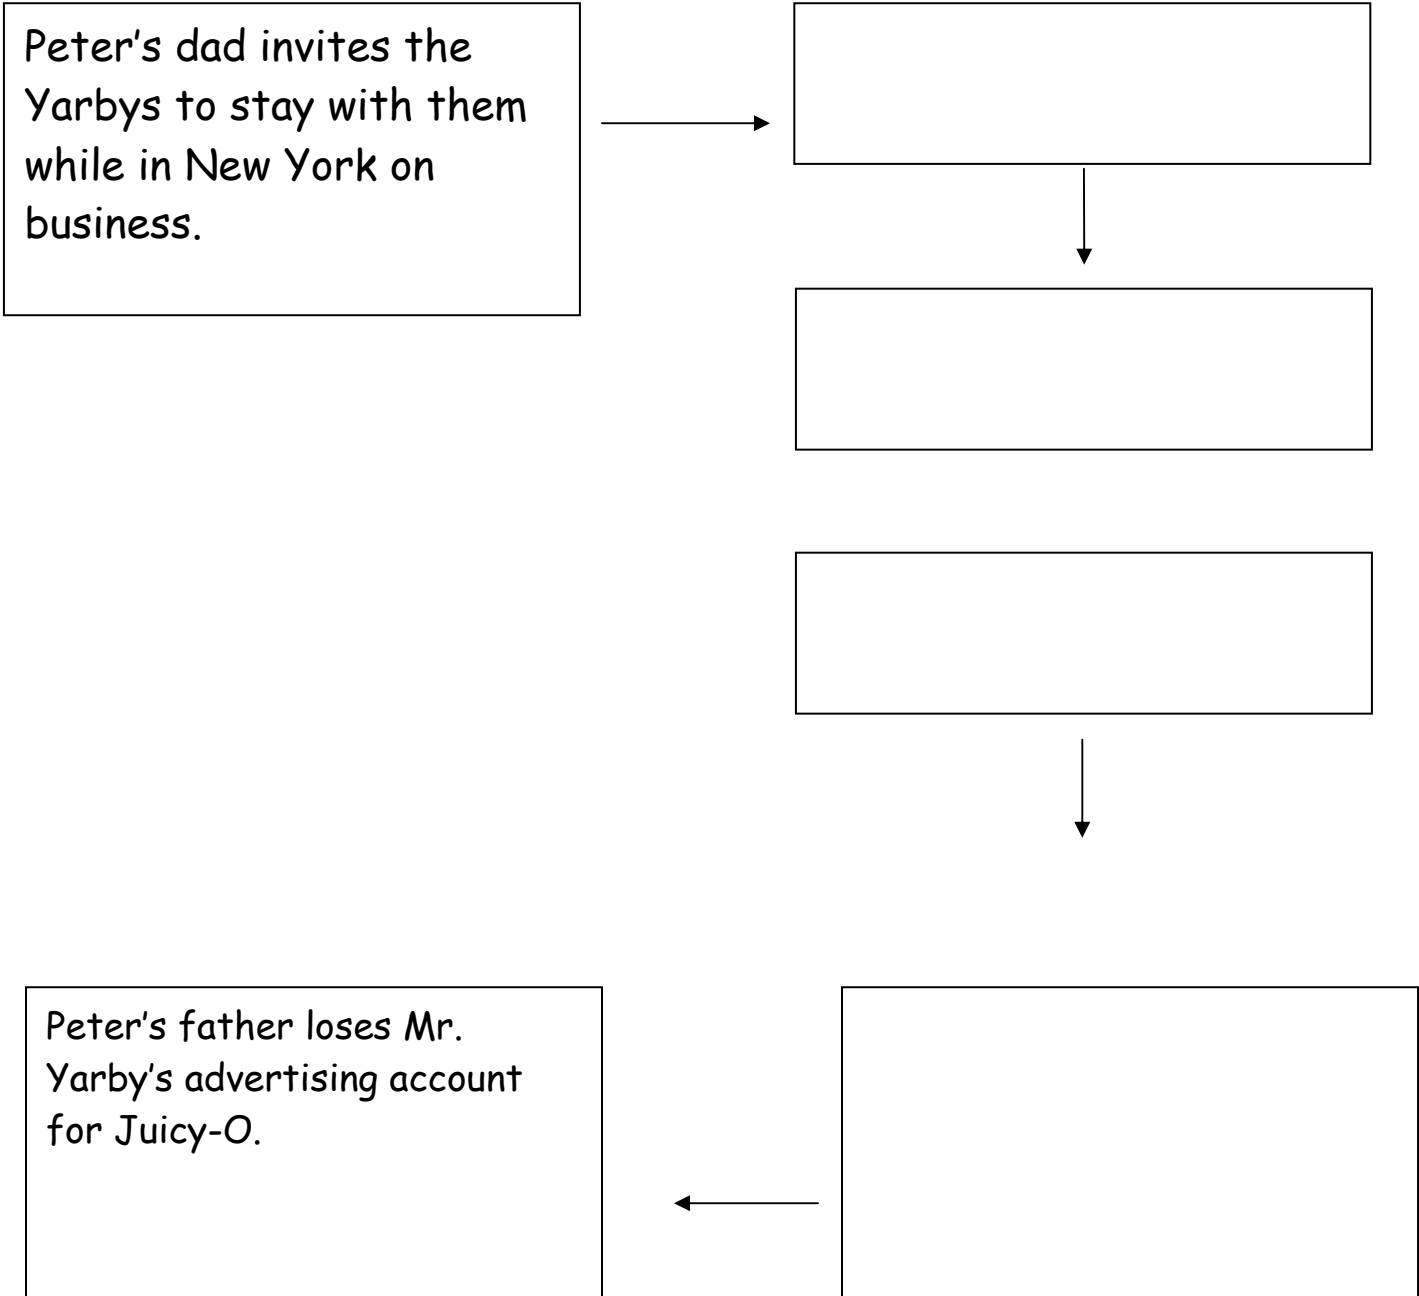 Peter's dad invites the
Yarbys to stay with them
while in New York on
business.
Peter's father loses Mr.
Yarby's advertising account
for Juicy-O.